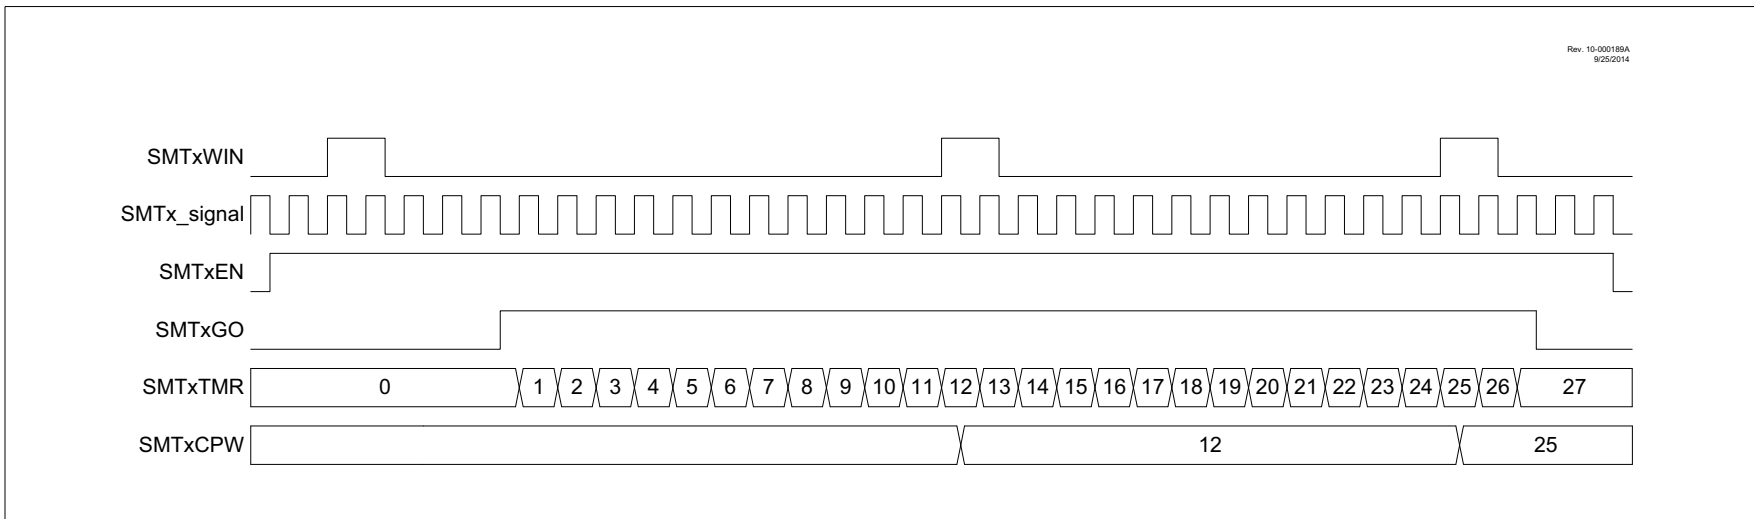 Rev. 10-000189A
9/25/2014
SMTxWIN
SMTx_signal
SMTxEN
SMTxGO
SMTxTMR 0 1 2 3 4 5 6 7 8 9 10 11 12 13 14 15 16 17 18 19 20 21 22 23 24 25 26 27
SMTxCPW 12 25